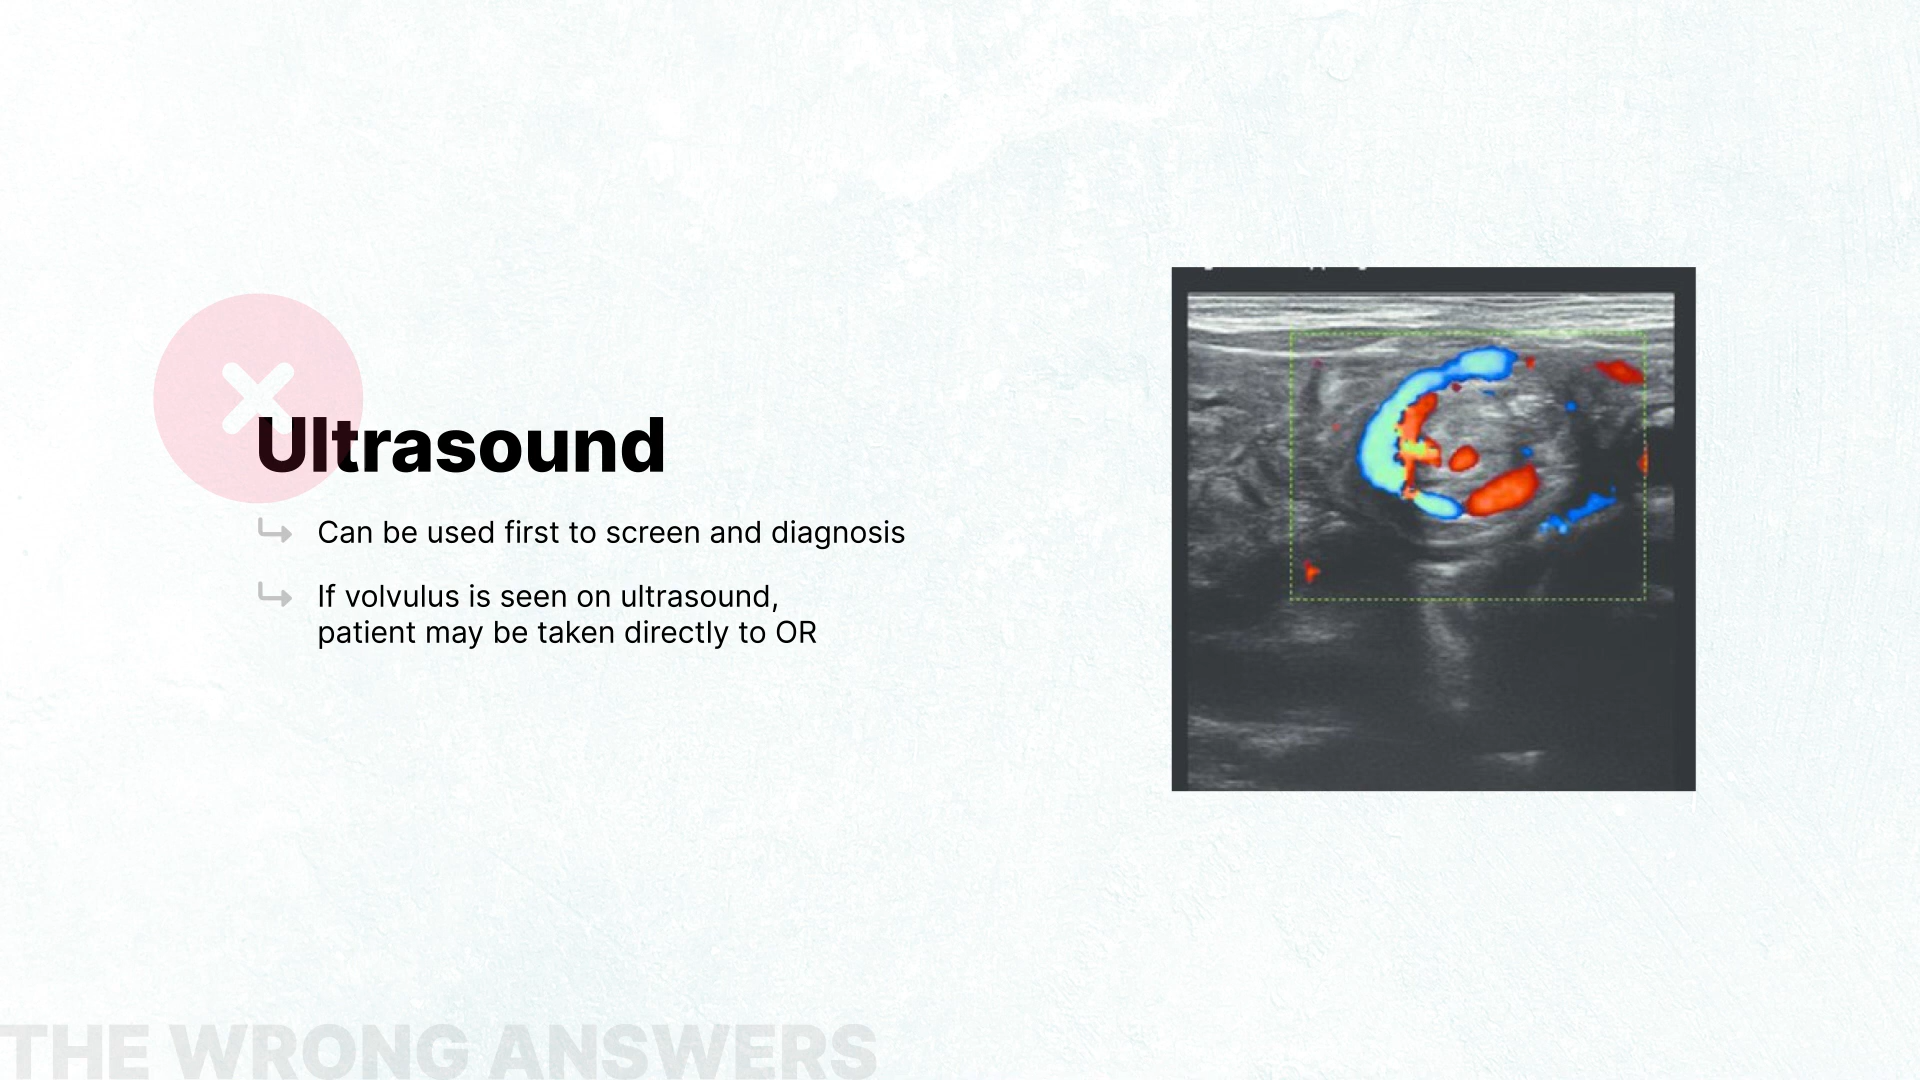 Ultrasound
Can be used first to screen and diagnosis
If volvulus is seen on ultrasound,
patient may be taken directly to OR
THE WRONG ANSWERS